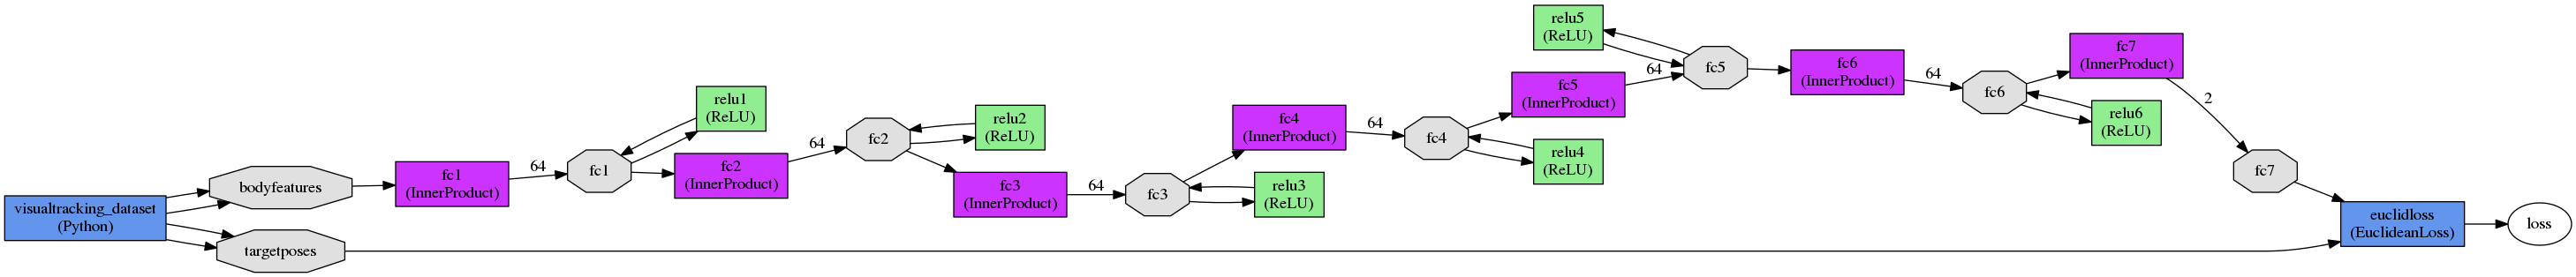 visualtracking_dataset
(Python)
bodyfeatures
targetposes
fc1
(InnerProduct)
64
fc1
relu1
(ReLU)
fc2
(InnerProduct)
64
fc2
relu2
(ReLU)
fc3
(InnerProduct)
64
fc3
relu3
(ReLU)
fc4
(InnerProduct)
64
fc4
relu4
(ReLU)
fc5
(InnerProduct)
64
fc5
relu5
(ReLU)
fc6
(InnerProduct)
64
fc6
relu6
(ReLU)
fc7
(InnerProduct)
2
fc7
euclidloss
(EuclideanLoss)
loss